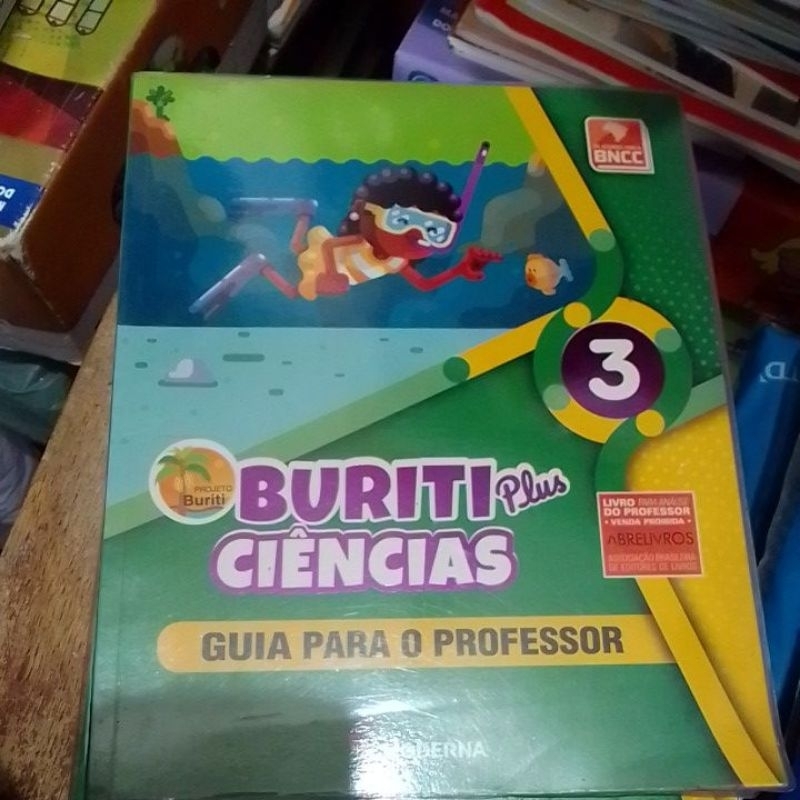 BNCC
3
PROJETO
Buriti
BURITI Plus
CIÊNCIAS
LIVRO PARA ANÁLISE
DO PROFESSOR
• VENDA PROIBIDA •
ABRELIVROS
ASSOCIAÇÃO BRASILEIRA
DE EDITORES DE LIVROS
GUIA PARA O PROFESSOR
MODERNA